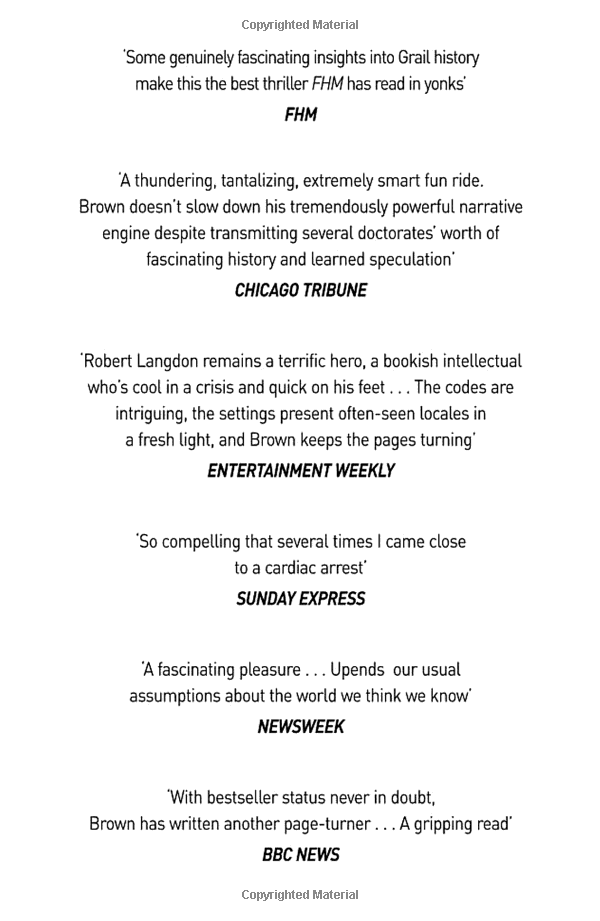 Copyrighted Material
‘Some genuinely fascinating insights into Grail history
make this the best thriller FHM has read in yonks’
FHM
‘A thundering, tantalizing, extremely smart fun ride.
Brown doesn’t slow down his tremendously powerful narrative
engine despite transmitting several doctorates’ worth of
fascinating history and learned speculation’
CHICAGO TRIBUNE
‘Robert Langdon remains a terrific hero, a bookish intellectual
who’s cool in a crisis and quick on his feet . . . The codes are
intriguing, the settings present often-seen locales in
a fresh light, and Brown keeps the pages turning’
ENTERTAINMENT WEEKLY
‘So compelling that several times I came close
to a cardiac arrest’
SUNDAY EXPRESS
‘A fascinating pleasure . . . Upends our usual
assumptions about the world we think we know’
NEWSWEEK
‘With bestseller status never in doubt,
Brown has written another page-turner . . . A gripping read’
BBC NEWS
Copyrighted Material